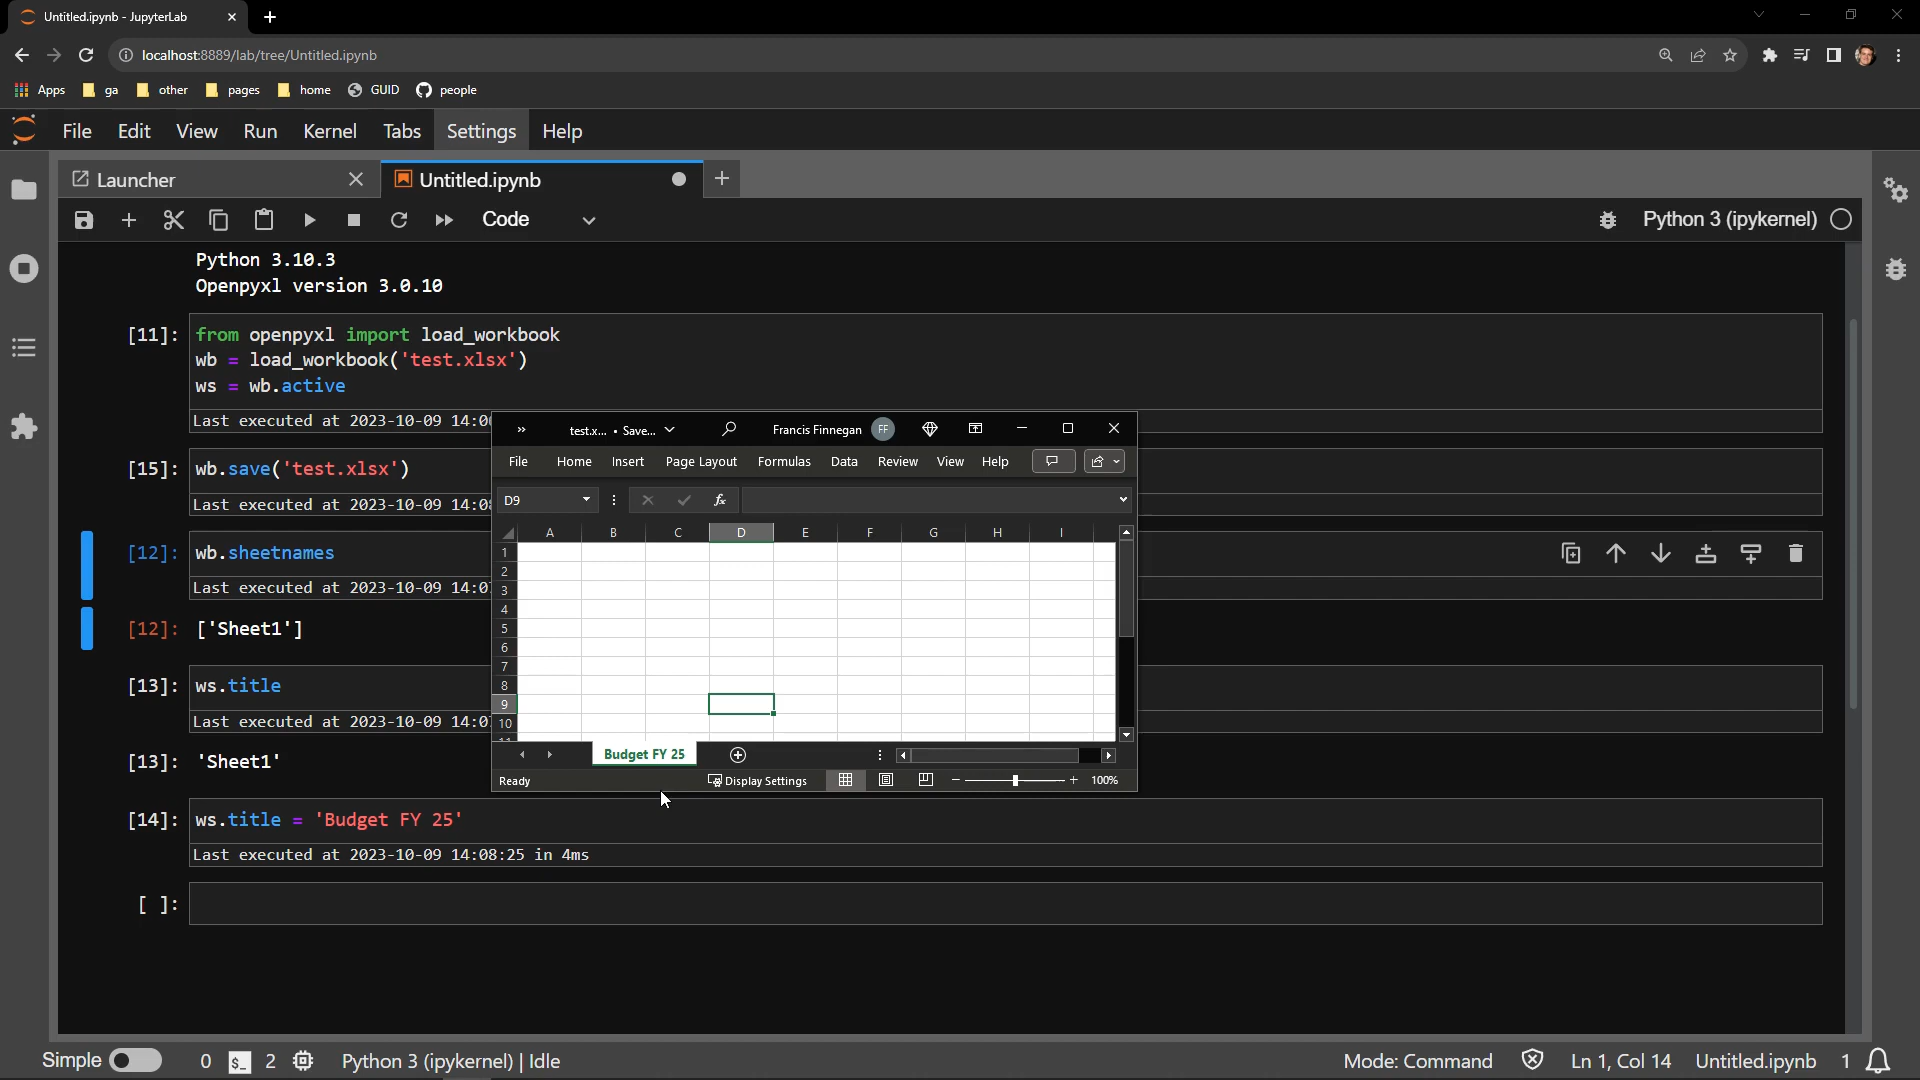 Untitled.ipynb - JupyterLab
localhost:8889/lab/tree/Untitled.ipynb
Apps ga other pages home GUID people
File Edit View Run Kernel Tabs Settings Help
Launcher Untitled.ipynb
Code Python 3 (ipykernel)
Python 3.10.3
Openpyxl version 3.0.10
[11]: from openpyxl import load_workbook
wb = load_workbook('test.xlsx')
ws = wb.active
Last executed at 2023-10-09 14:0
[15]: wb.save('test.xlsx')
Last executed at 2023-10-09 14:0
[12]: wb.sheetnames
Last executed at 2023-10-09 14:0
[12]: ['Sheet1']
[13]: ws.title
Last executed at 2023-10-09 14:0
[13]: 'Sheet1'
[14]: ws.title = 'Budget FY 25'
Last executed at 2023-10-09 14:08:25 in 4ms
[ ]:
» test.x... • Save... Francis Finnegan FF
File Home Insert Page Layout Formulas Data Review View Help
D9 fx
A B C D E F G H I
1
2
3
4
5
6
7
8
9
10
Budget FY 25
Ready Display Settings 100%
Simple 0 $_ 2 Python 3 (ipykernel) | Idle Mode: Command Ln 1, Col 14 Untitled.ipynb 1